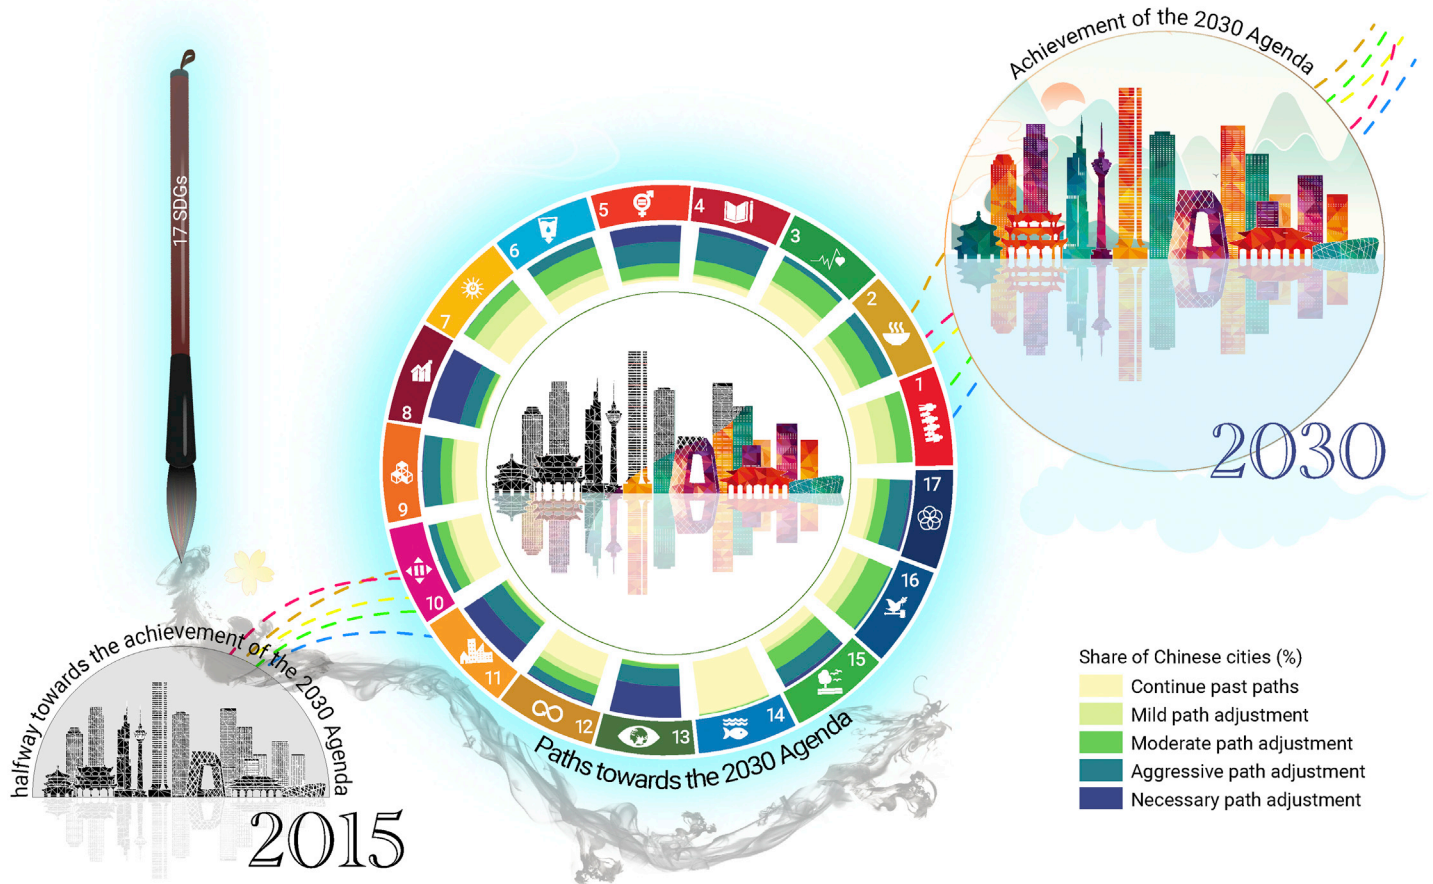 Achievement of the 2030 Agenda
17 SDGs
1
2
3
4
5
6
7
8
9
10
11
12
13
14
15
16
17
2030
halfway towards the achievement of the 2030 Agenda
2015
Paths towards the 2030 Agenda
Share of Chinese cities (%)
Continue past paths
Mild path adjustment
Moderate path adjustment
Aggressive path adjustment
Necessary path adjustment